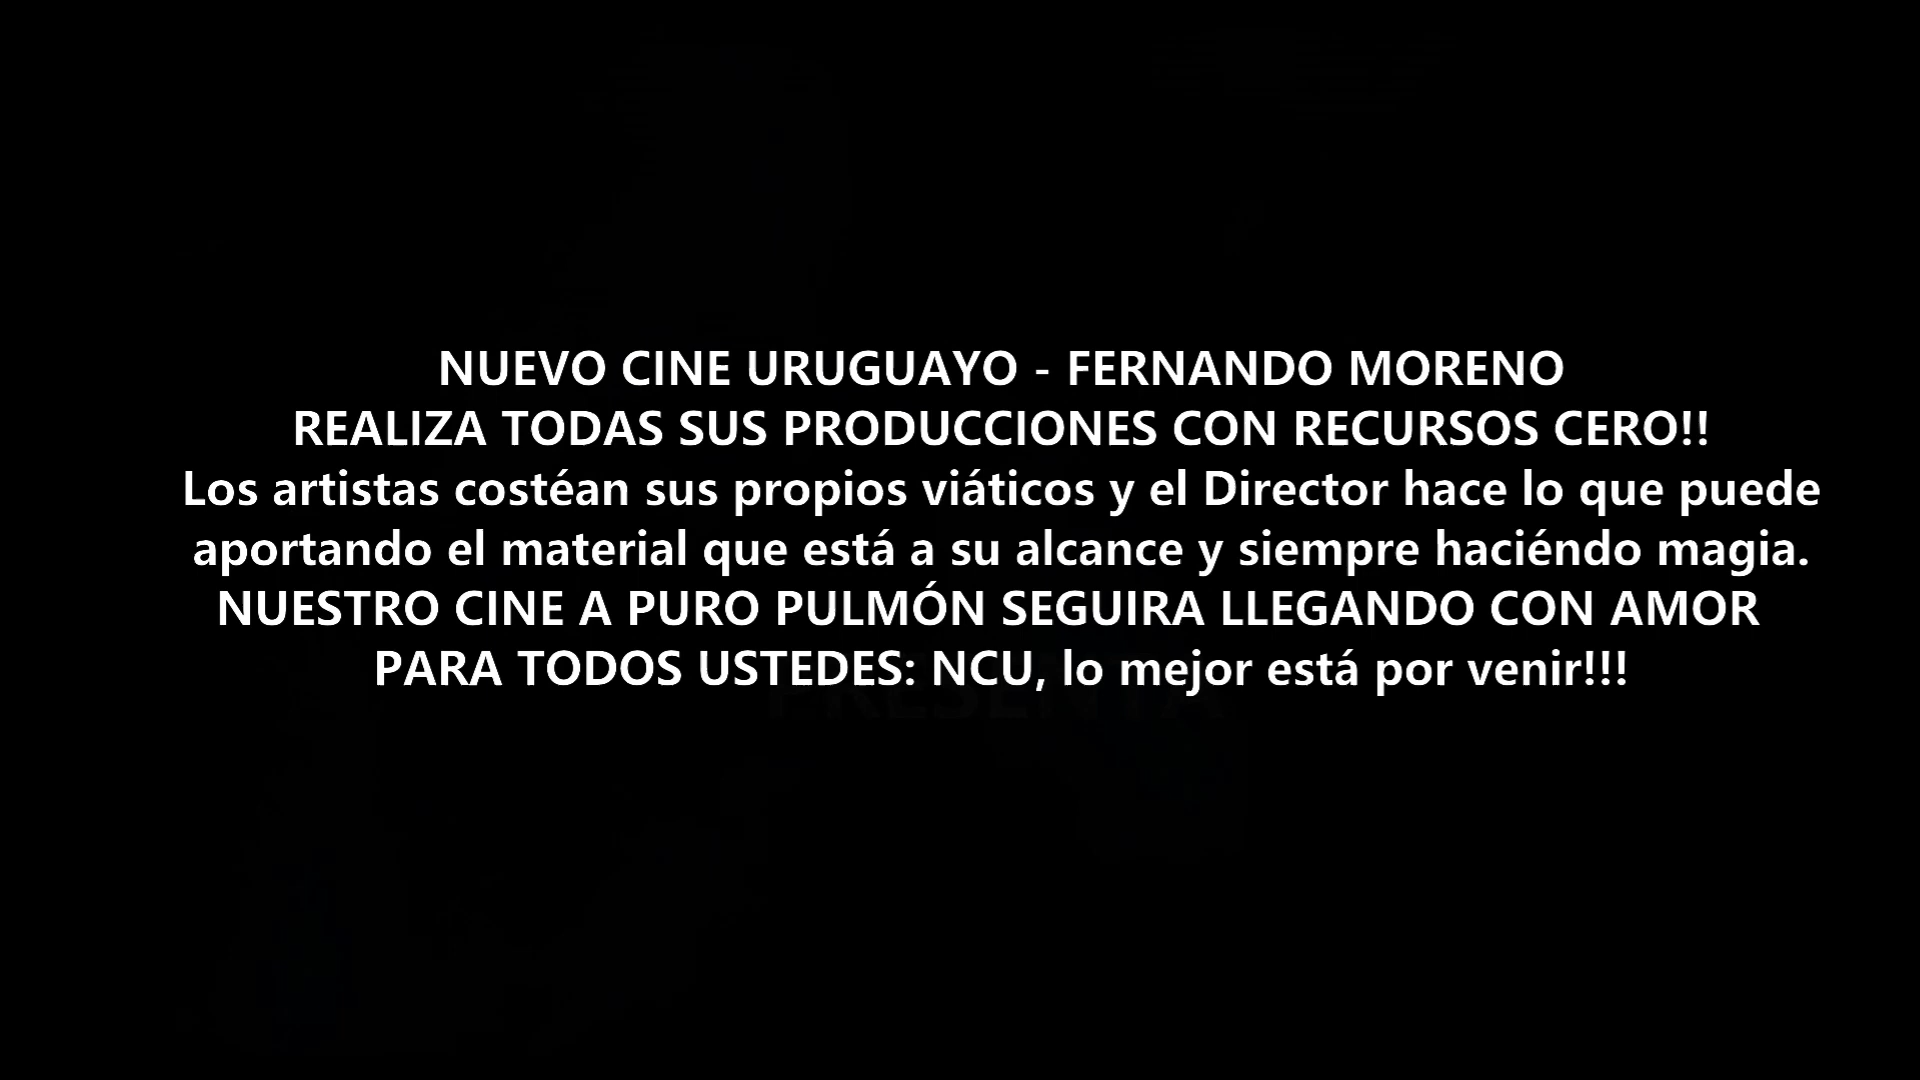 NUEVO CINE URUGUAYO - FERNANDO MORENO
REALIZA TODAS SUS PRODUCCIONES CON RECURSOS CERO!!
Los artistas costéan sus propios viáticos y el Director hace lo que puede
aportando el material que está a su alcance y siempre haciéndo magia.
NUESTRO CINE A PURO PULMÓN SEGUIRA LLEGANDO CON AMOR
PARA TODOS USTEDES: NCU, lo mejor está por venir!!!
PRESENTA